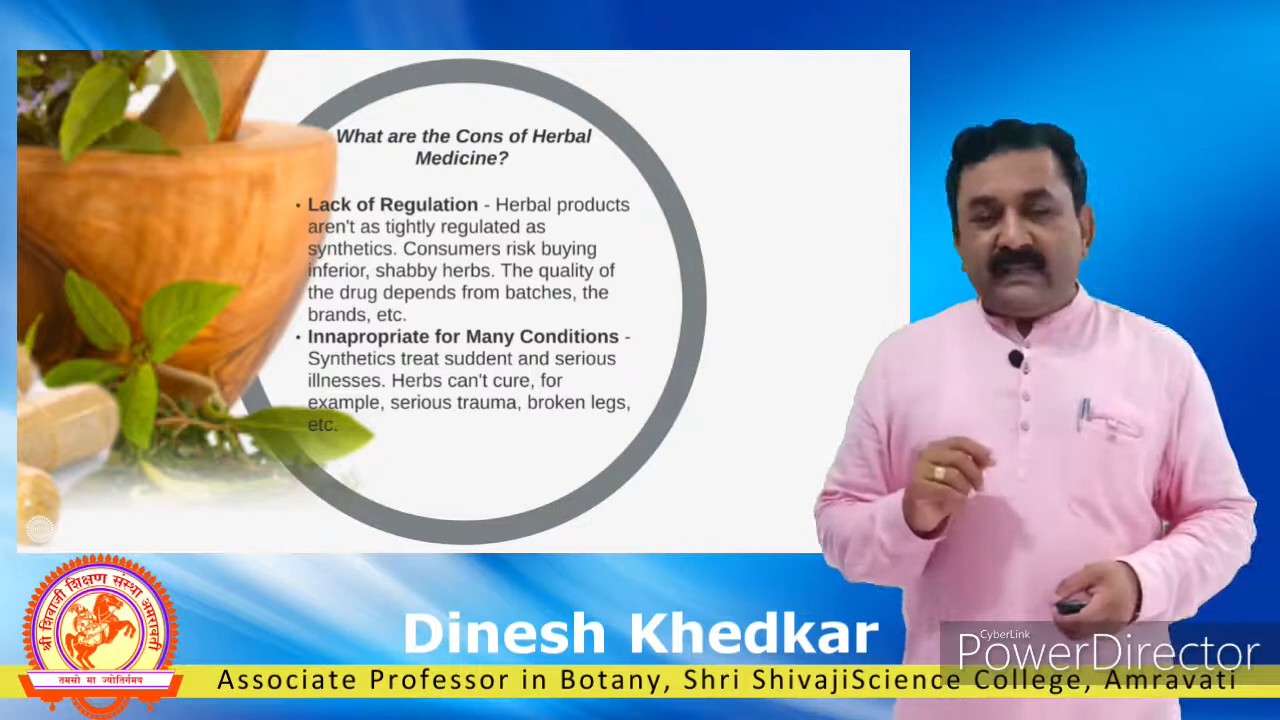 What are the Cons of Herbal
Medicine?
• Lack of Regulation - Herbal products
aren't as tightly regulated as
synthetics. Consumers risk buying
inferior, shabby herbs. The quality of
the drug depends from batches, the
brands, etc.
• Innapropriate for Many Conditions -
Synthetics treat suddent and serious
illnesses. Herbs can't cure, for
example, serious trauma, broken legs,
etc.
श्री शिवाजी शिक्षण संस्था अमरावती
तमसो मा ज्योतिर्गमय
Dinesh Khedkar
Associate Professor in Botany, Shri ShivajiScience College, Amravati
CyberLink
PowerDirector